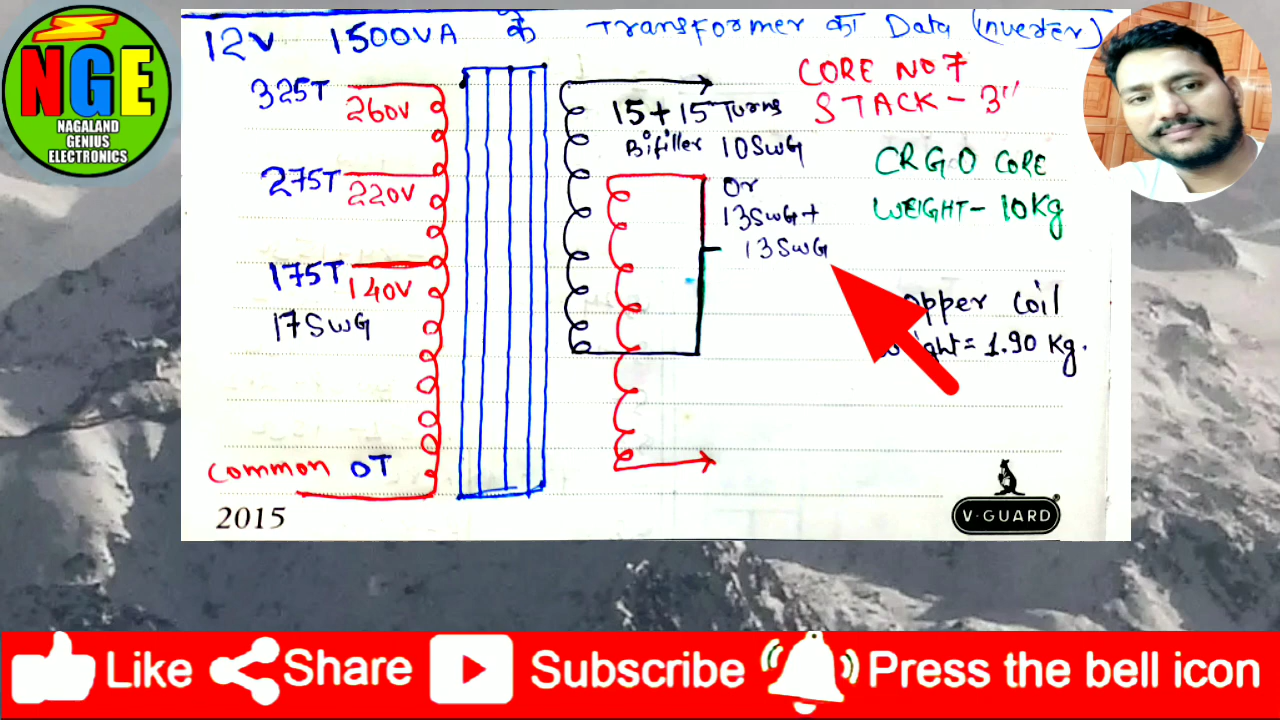 12V 1500VA के Transformer का Data (inverter)
NGE
NAGALAND
GENIUS
ELECTRONICS
325T
260V
275T
220V
175T
140V
17SWG
Common OT
15+15 Turns
Bifiller 10SWG
Or
13SWG+
13SWG
CORE NO 7
STACK - 3"
CRGO CORE
WEIGHT - 10Kg
opper coil
ight = 1.90 Kg.
2015
V-GUARD
Like
Share
Subscribe
Press the bell icon